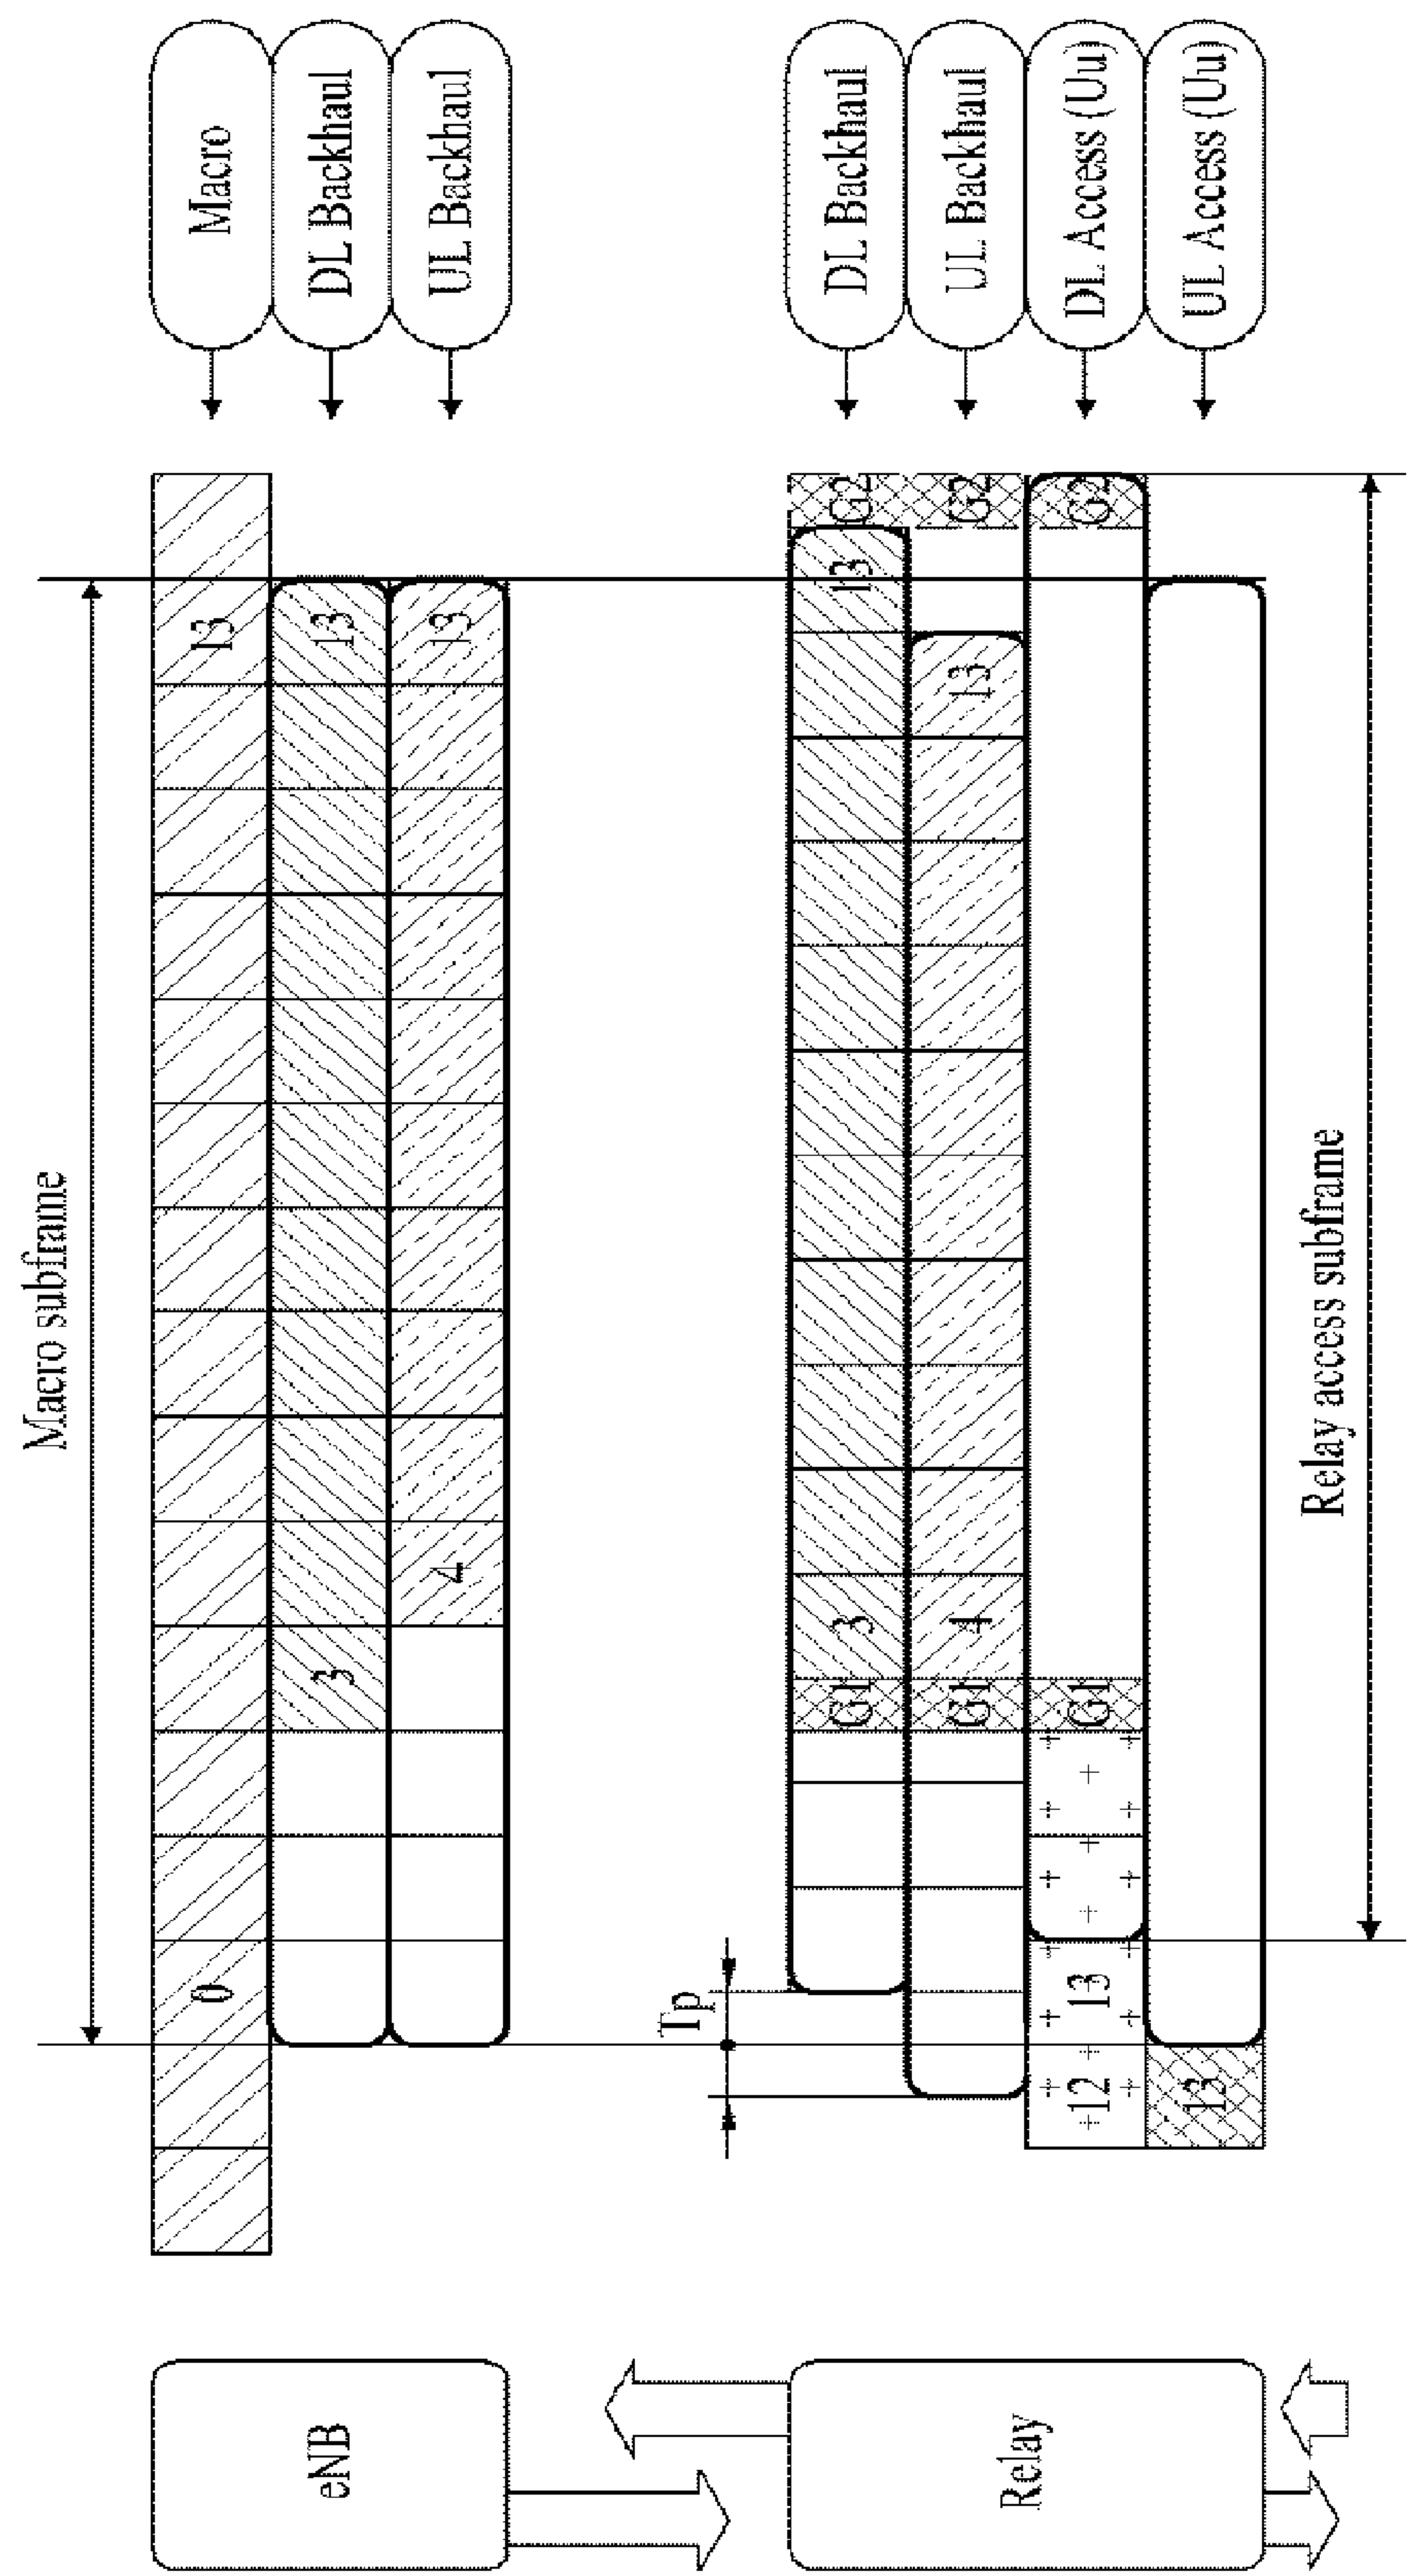 Macro subframe
eNB
0
13
Macro
3
13
DL Backhaul
4
13
UL Backhaul
Tp
Relay
G1
3
13
G2
DL Backhaul
G1
4
13
G2
UL Backhaul
12
13
G1
G2
DL Access (Uu)
13
UL Access (Uu)
Relay access subframe